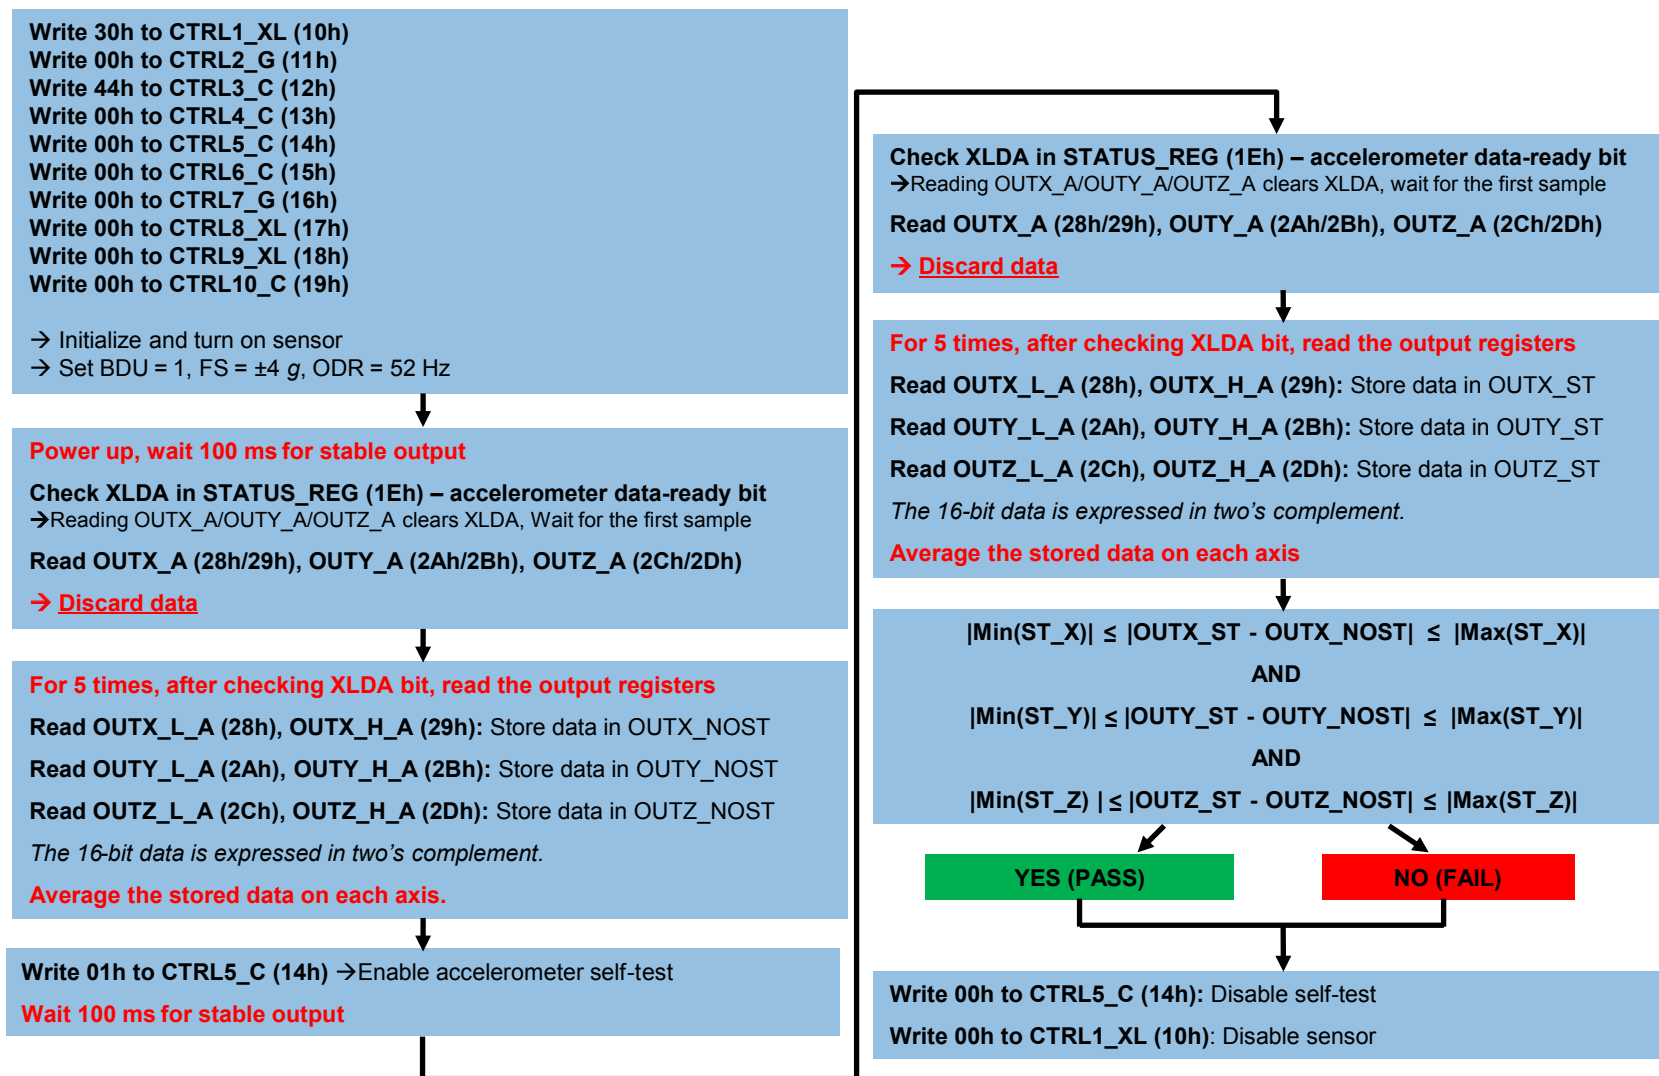 Write 30h to CTRL1_XL (10h)
Write 00h to CTRL2_G (11h)
Write 44h to CTRL3_C (12h)
Write 00h to CTRL4_C (13h)
Write 00h to CTRL5_C (14h)
Write 00h to CTRL6_C (15h)
Write 00h to CTRL7_G (16h)
Write 00h to CTRL8_XL (17h)
Write 00h to CTRL9_XL (18h)
Write 00h to CTRL10_C (19h)
→ Initialize and turn on sensor
→ Set BDU = 1, FS = ±4 g, ODR = 52 Hz
Power up, wait 100 ms for stable output
Check XLDA in STATUS_REG (1Eh) – accelerometer data-ready bit
→Reading OUTX_A/OUTY_A/OUTZ_A clears XLDA, Wait for the first sample
Read OUTX_A (28h/29h), OUTY_A (2Ah/2Bh), OUTZ_A (2Ch/2Dh)
→ Discard data
For 5 times, after checking XLDA bit, read the output registers
Read OUTX_L_A (28h), OUTX_H_A (29h): Store data in OUTX_NOST
Read OUTY_L_A (2Ah), OUTY_H_A (2Bh): Store data in OUTY_NOST
Read OUTZ_L_A (2Ch), OUTZ_H_A (2Dh): Store data in OUTZ_NOST
The 16-bit data is expressed in two's complement.
Average the stored data on each axis.
Write 01h to CTRL5_C (14h) →Enable accelerometer self-test
Wait 100 ms for stable output
Check XLDA in STATUS_REG (1Eh) – accelerometer data-ready bit
→Reading OUTX_A/OUTY_A/OUTZ_A clears XLDA, wait for the first sample
Read OUTX_A (28h/29h), OUTY_A (2Ah/2Bh), OUTZ_A (2Ch/2Dh)
→ Discard data
For 5 times, after checking XLDA bit, read the output registers
Read OUTX_L_A (28h), OUTX_H_A (29h): Store data in OUTX_ST
Read OUTY_L_A (2Ah), OUTY_H_A (2Bh): Store data in OUTY_ST
Read OUTZ_L_A (2Ch), OUTZ_H_A (2Dh): Store data in OUTZ_ST
The 16-bit data is expressed in two's complement.
Average the stored data on each axis
|Min(ST_X)| ≤ |OUTX_ST - OUTX_NOST| ≤ |Max(ST_X)|
AND
|Min(ST_Y)| ≤ |OUTY_ST - OUTY_NOST| ≤ |Max(ST_Y)|
AND
|Min(ST_Z) | ≤ |OUTZ_ST - OUTZ_NOST| ≤ |Max(ST_Z)|
YES (PASS)
NO (FAIL)
Write 00h to CTRL5_C (14h): Disable self-test
Write 00h to CTRL1_XL (10h): Disable sensor